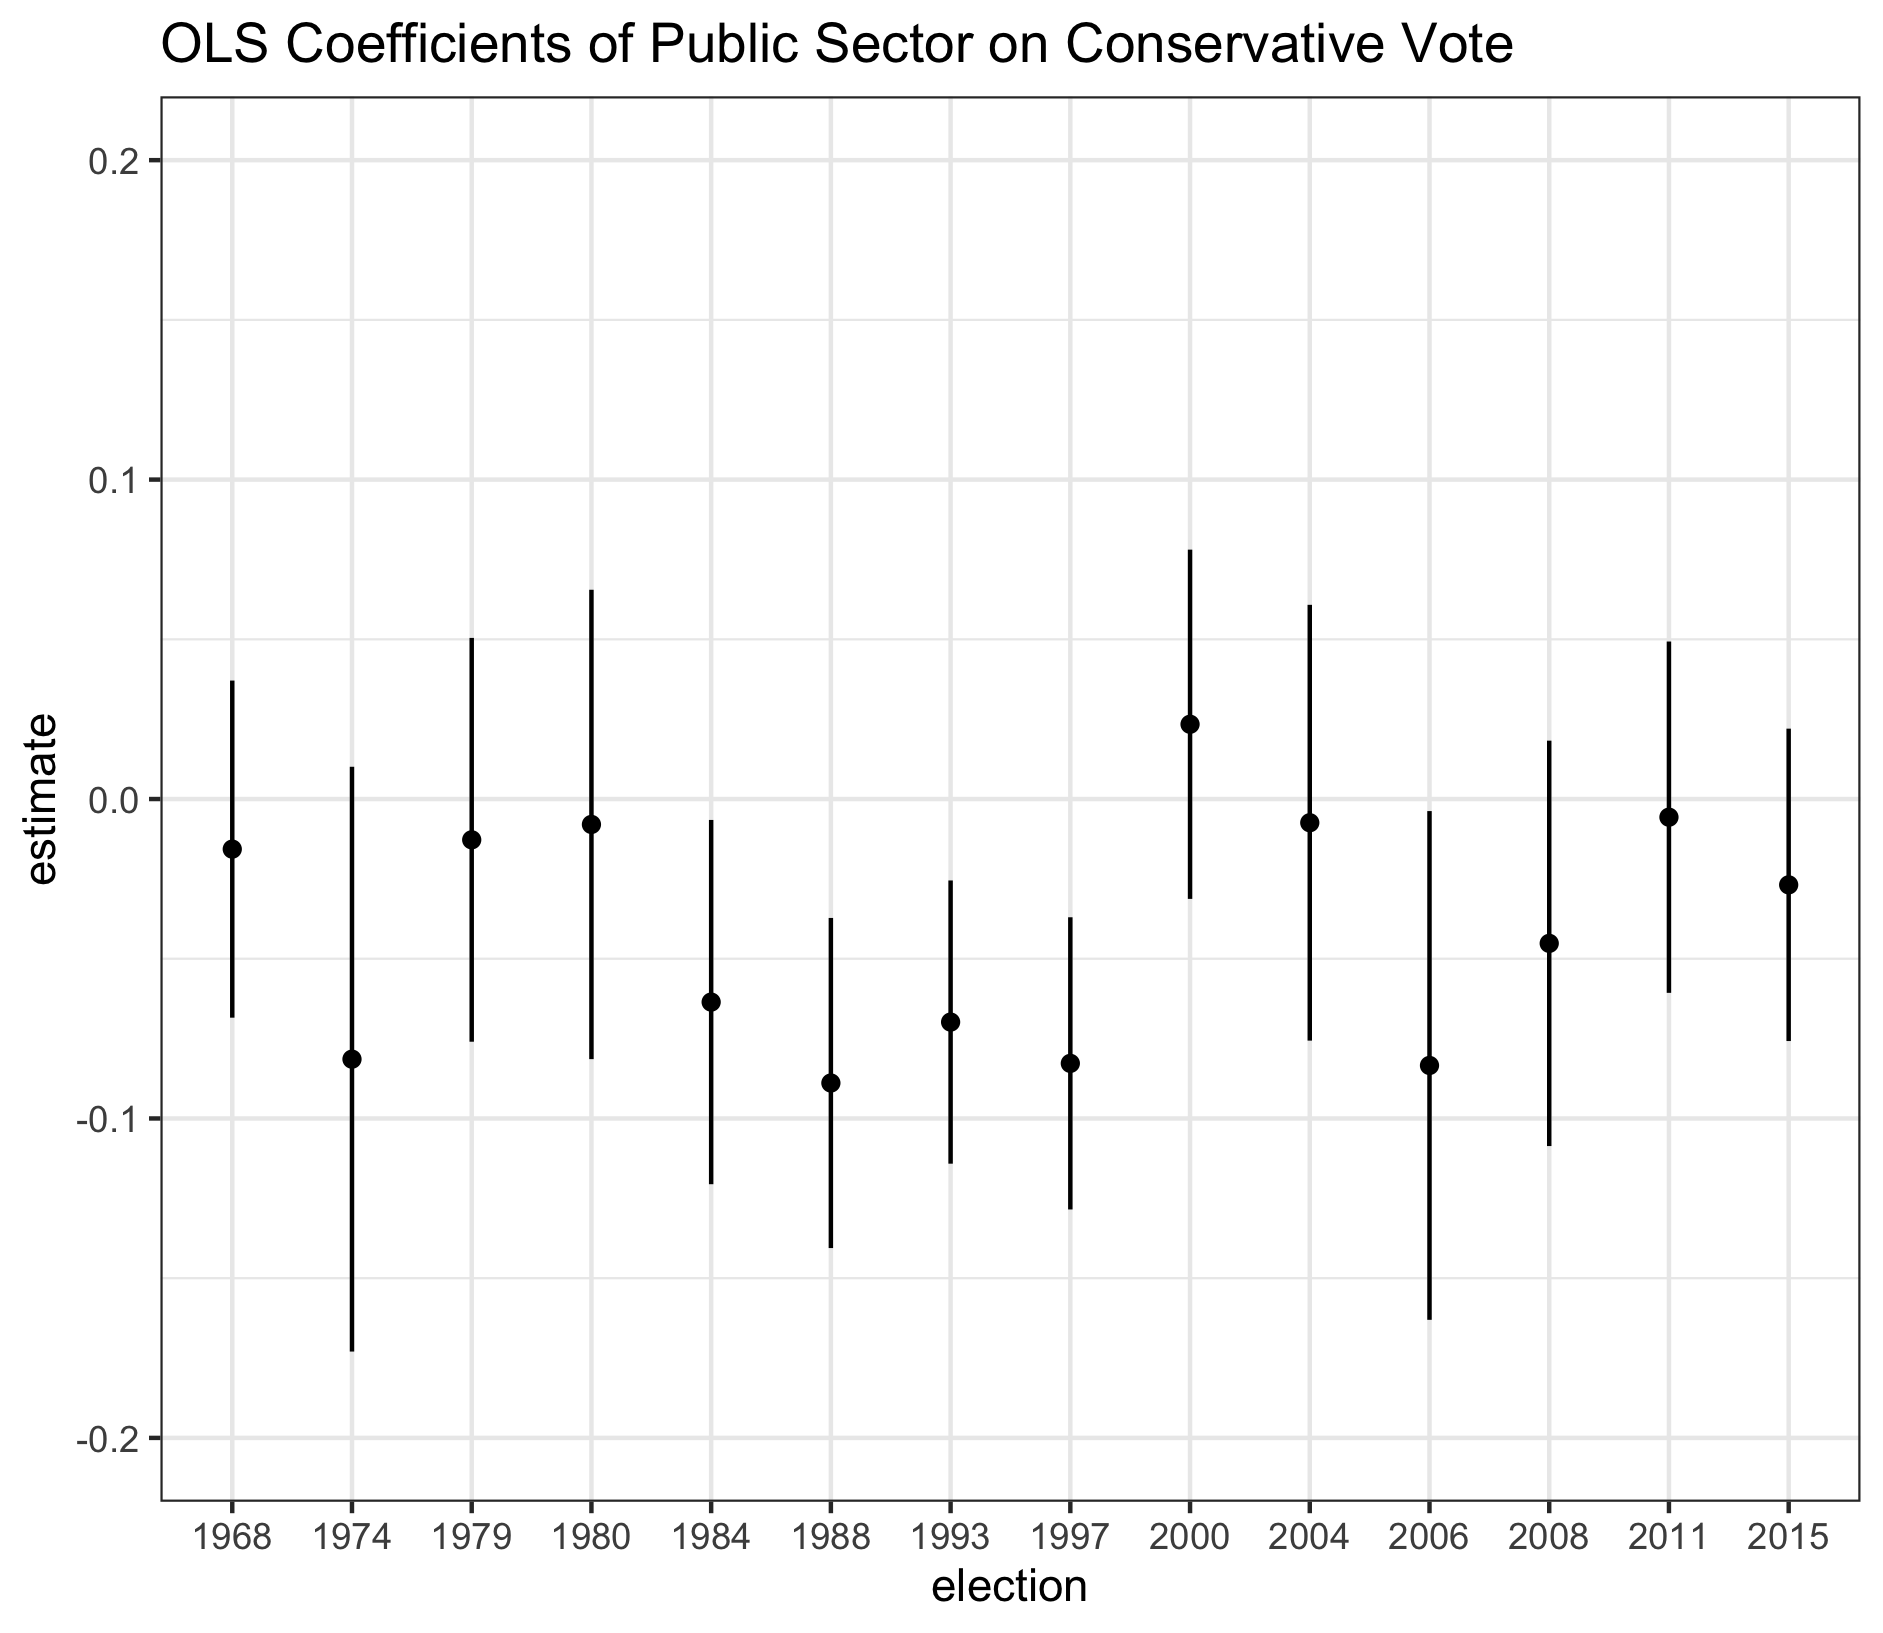 OLS Coefficients of Public Sector on Conservative Vote
0.2
0.1
0.0
-0.1
-0.2
estimate
1968 1974 1979 1980 1984 1988 1993 1997 2000 2004 2006 2008 2011 2015
election